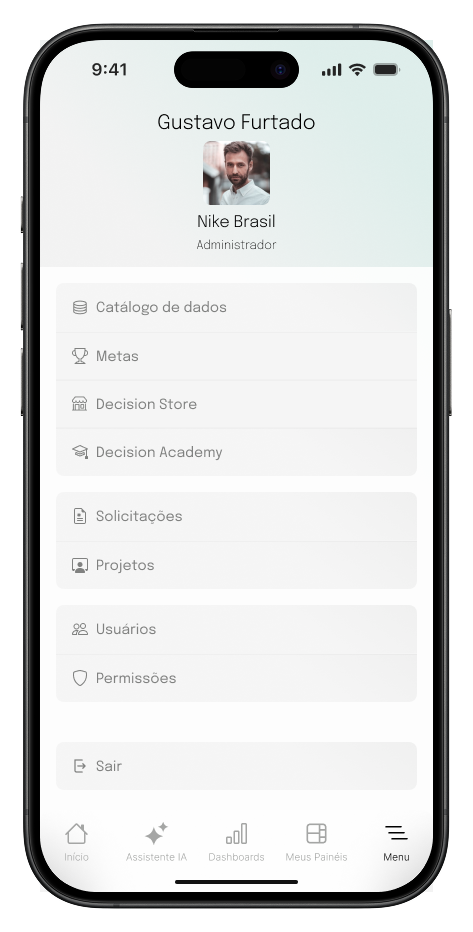 9:41
Gustavo Furtado
Nike Brasil
Administrador
Catálogo de dados
Metas
Decision Store
Decision Academy
Solicitações
Projetos
Usuários
Permissões
Sair
Início
Assistente IA
Dashboards
Meus Painéis
Menu